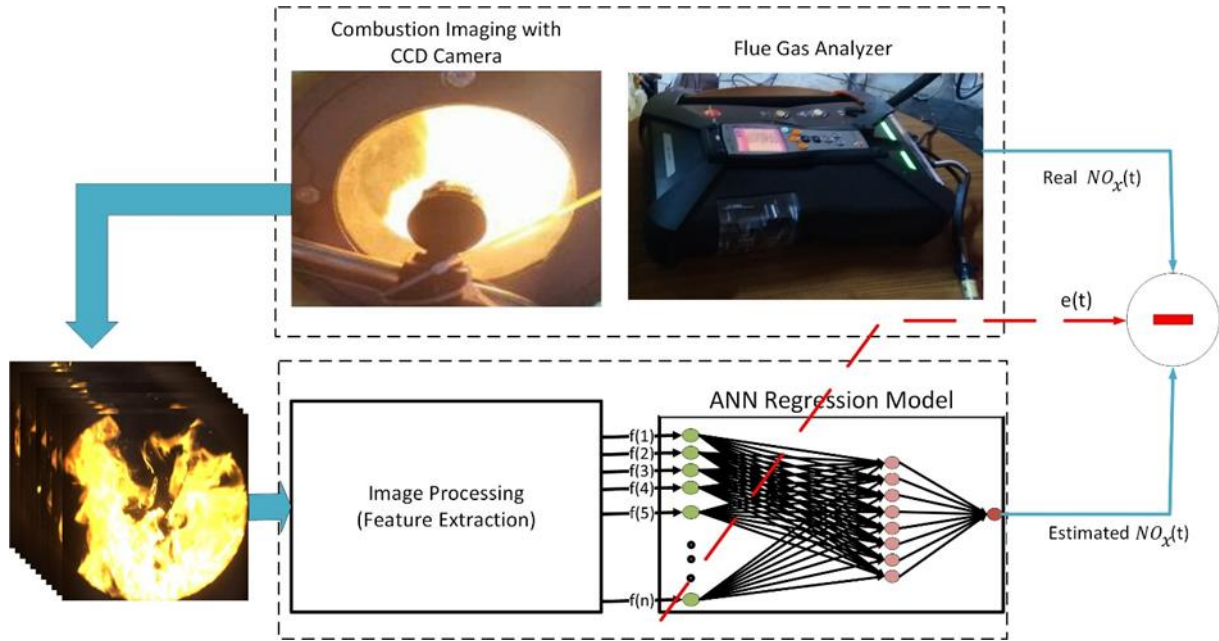 Combustion Imaging with
CCD Camera
Flue Gas Analyzer
Real NOₓ(t)
e(t)
ANN Regression Model
Image Processing
(Feature Extraction)
f(1)
f(2)
f(3)
f(4)
f(5)
f(n)
Estimated NOₓ(t)